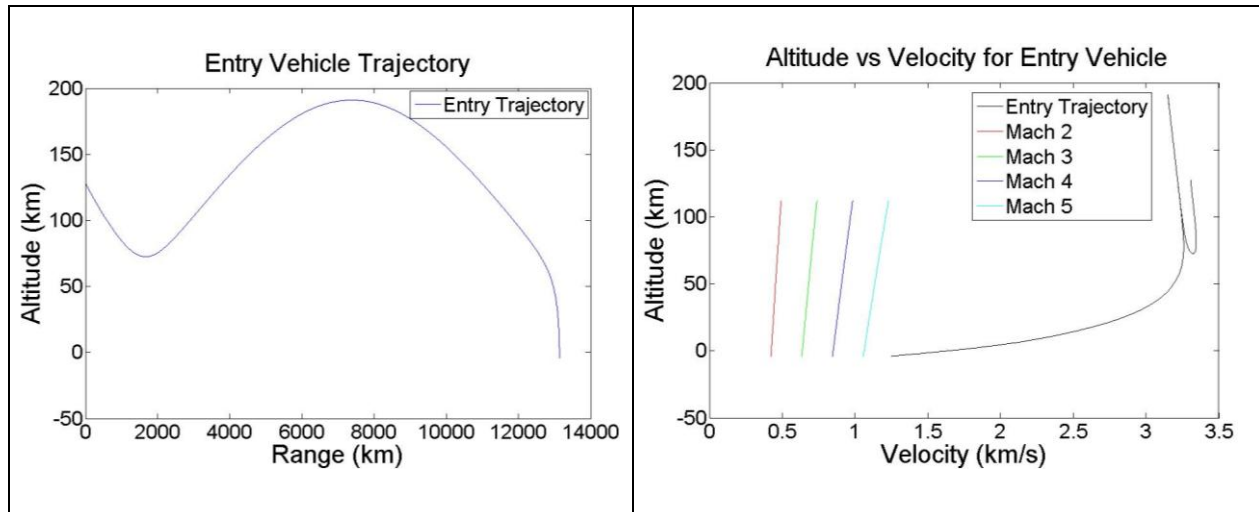 Entry Vehicle Trajectory
Entry Trajectory
200
150
100
50
0
-50
Altitude (km)
0 2000 4000 6000 8000 10000 12000 14000
Range (km)
Altitude vs Velocity for Entry Vehicle
Entry Trajectory
Mach 2
Mach 3
Mach 4
Mach 5
200
150
100
50
0
-50
Altitude (km)
0 0.5 1 1.5 2 2.5 3 3.5
Velocity (km/s)